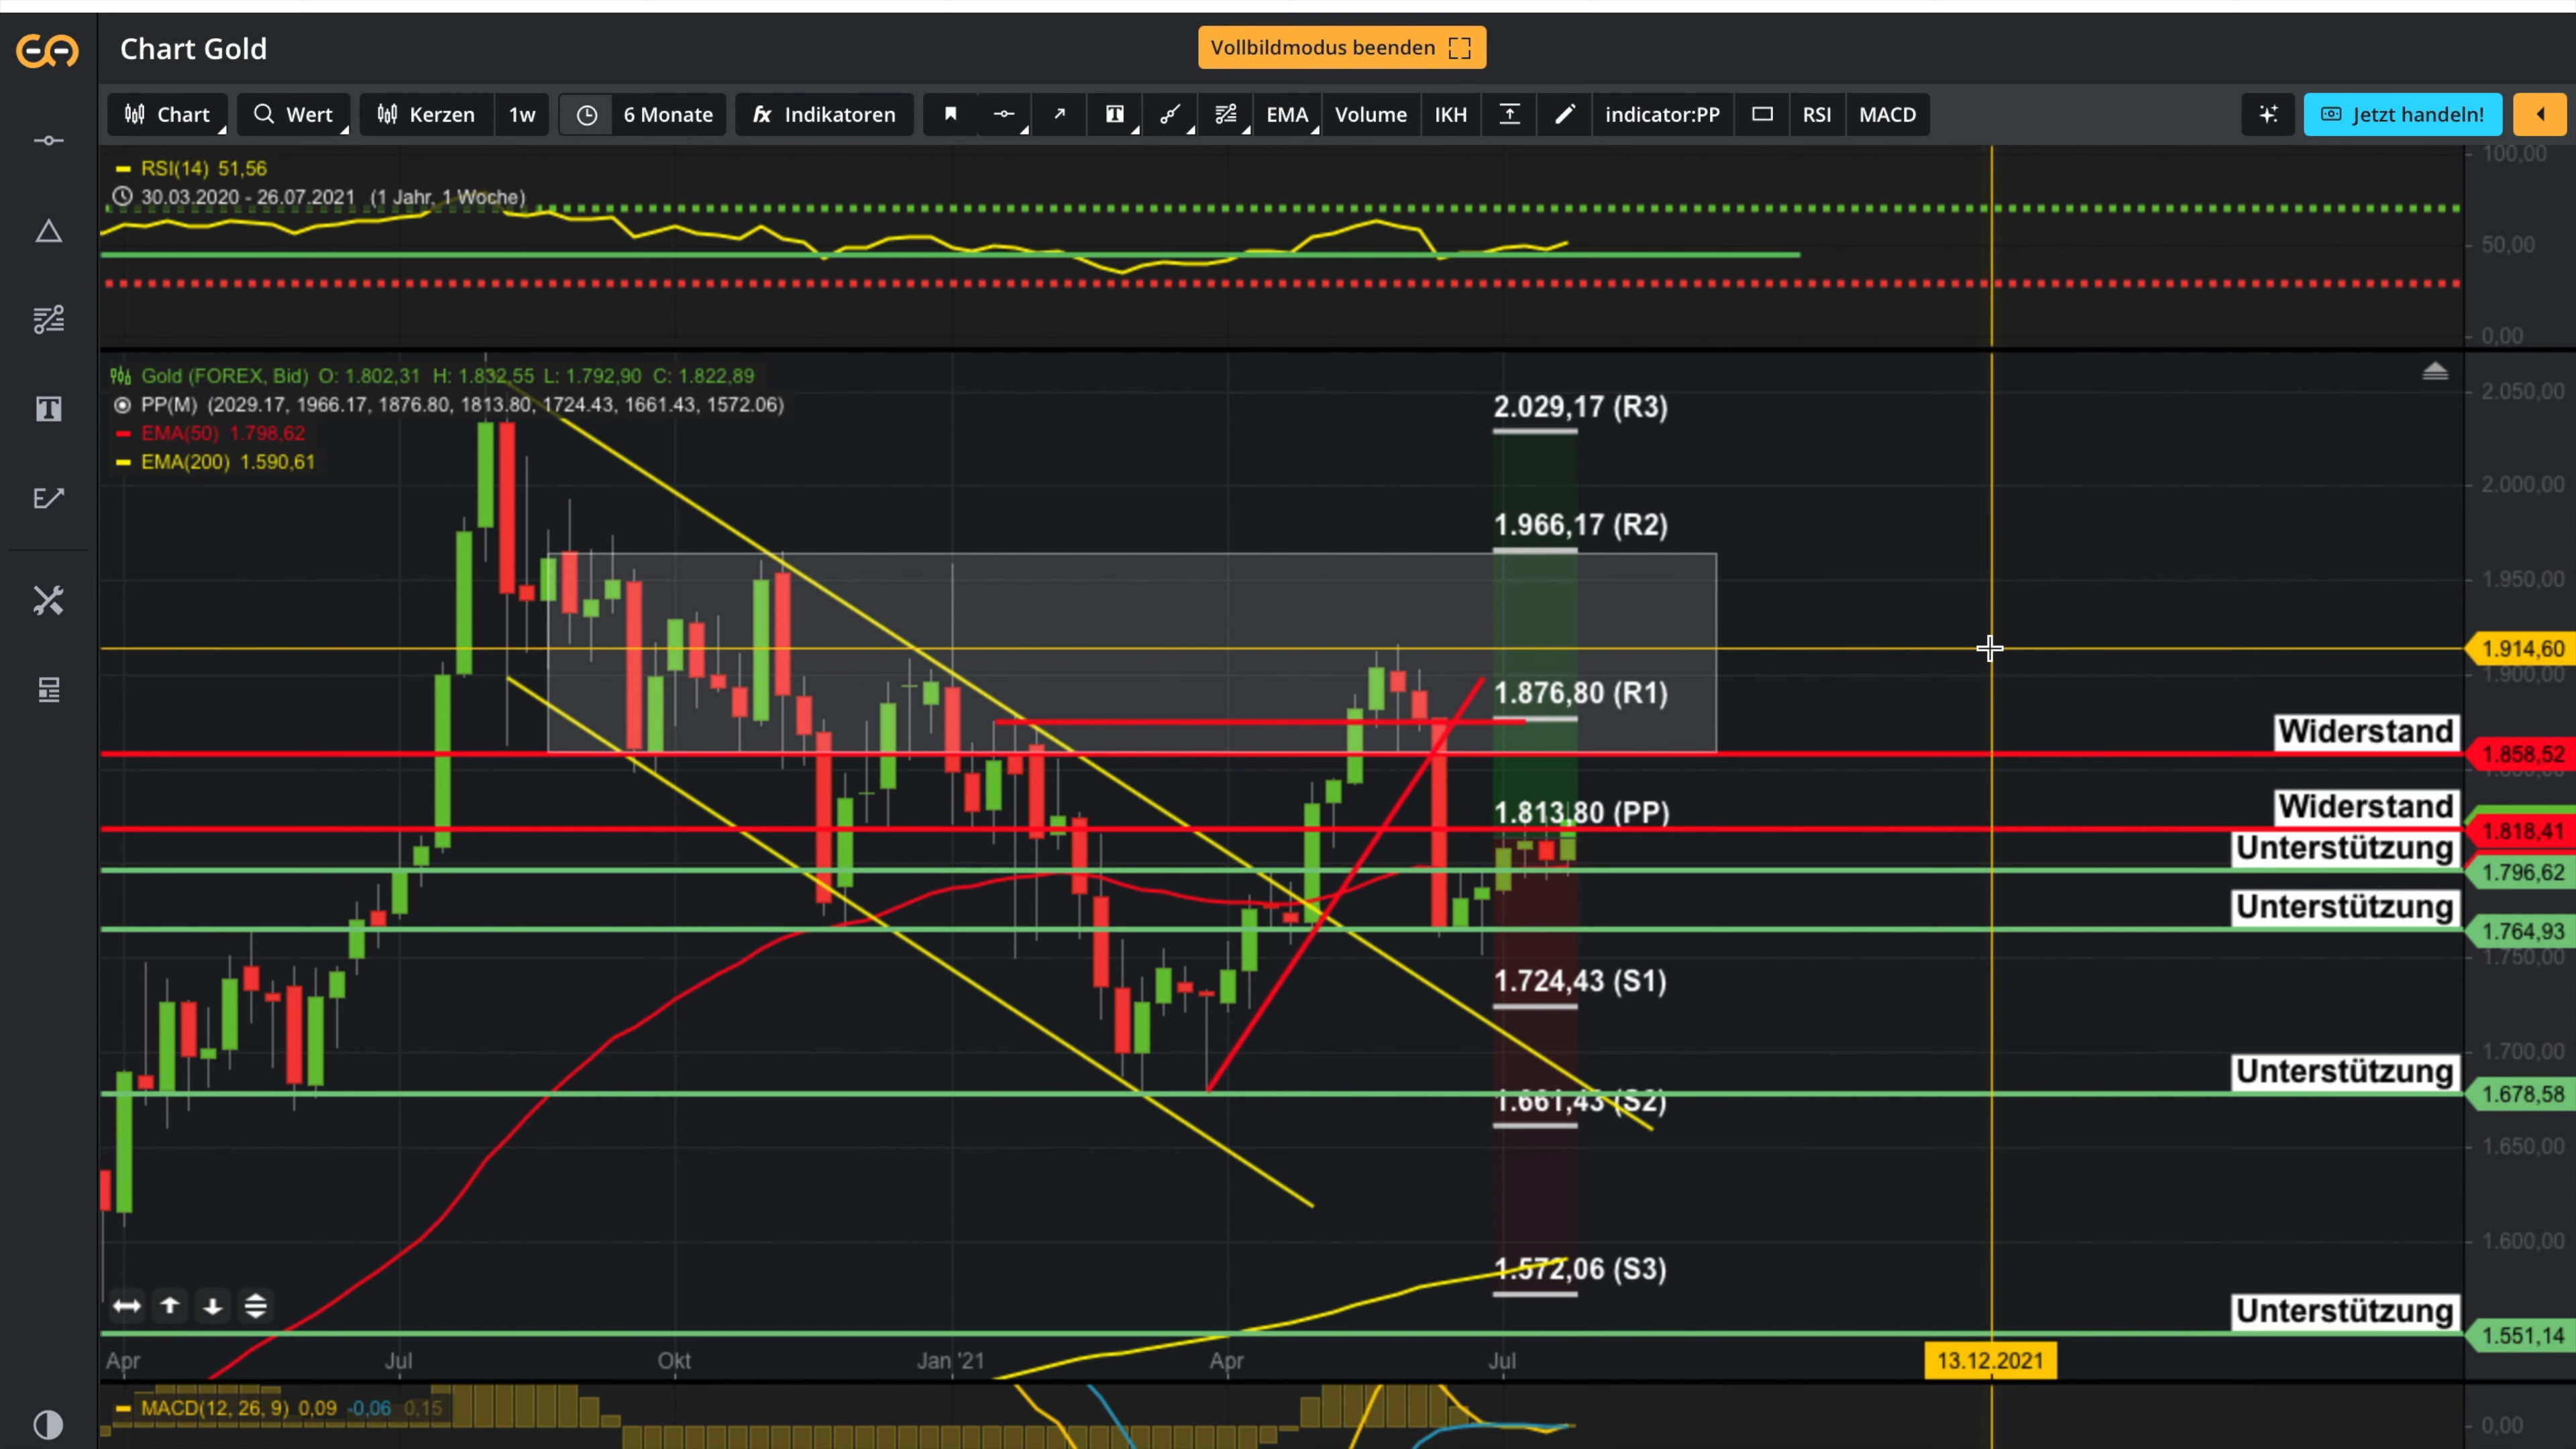 Chart Gold
Vollbildmodus beenden
Chart Wert Kerzen 1w 6 Monate fx Indikatoren EMA Volume IKH indicator:PP RSI MACD Jetzt handeln!
RSI(14) 51,56
30.03.2020 - 26.07.2021 (1 Jahr, 1 Woche)
100,00
50,00
0,00
Gold (FOREX, Bid) O: 1.802,31 H: 1.832,55 L: 1.792,90 C: 1.822,89
PP(M) (2029.17, 1966.17, 1876.80, 1813.80, 1724.43, 1661.43, 1572.06)
EMA(50) 1.798,62
EMA(200) 1.590,61
2.029,17 (R3)
1.966,17 (R2)
1.876,80 (R1)
1.813,80 (PP)
1.724,43 (S1)
1.661,43 (S2)
1.572,06 (S3)
2.050,00
2.000,00
1.950,00
1.914,60
1.900,00
Widerstand 1.858,52
Widerstand 1.818,41
Unterstützung 1.796,62
Unterstützung 1.764,93
1.750,00
1.700,00
Unterstützung 1.678,58
1.650,00
1.600,00
Unterstützung 1.551,14
Apr Jul Okt Jan '21 Apr Jul 13.12.2021
MACD(12, 26, 9) 0,09 -0,06 0,15
0,00